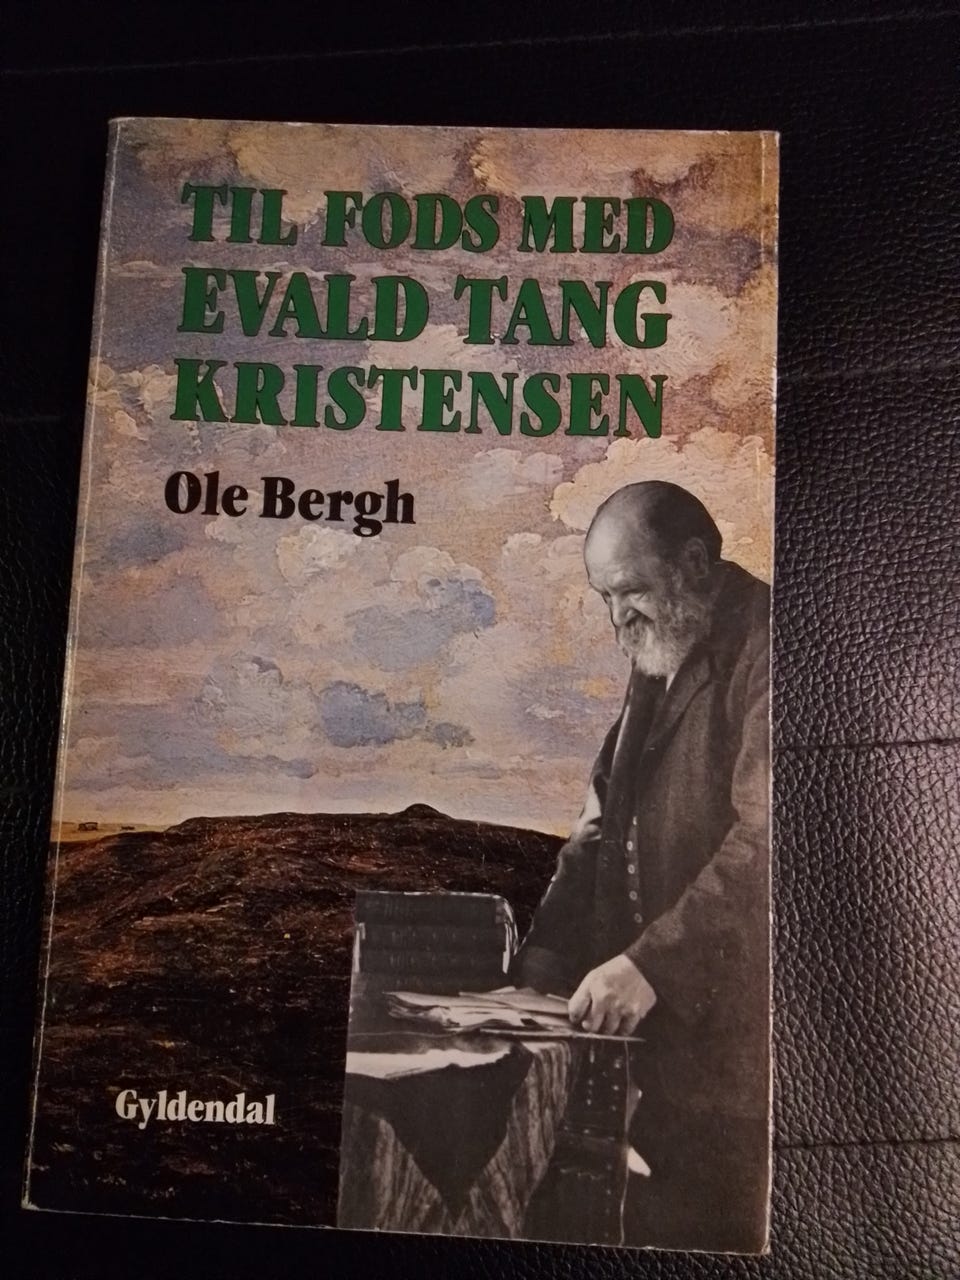 TIL FODS MED
EVALD TANG
KRISTENSEN
Ole Bergh
Gyldendal